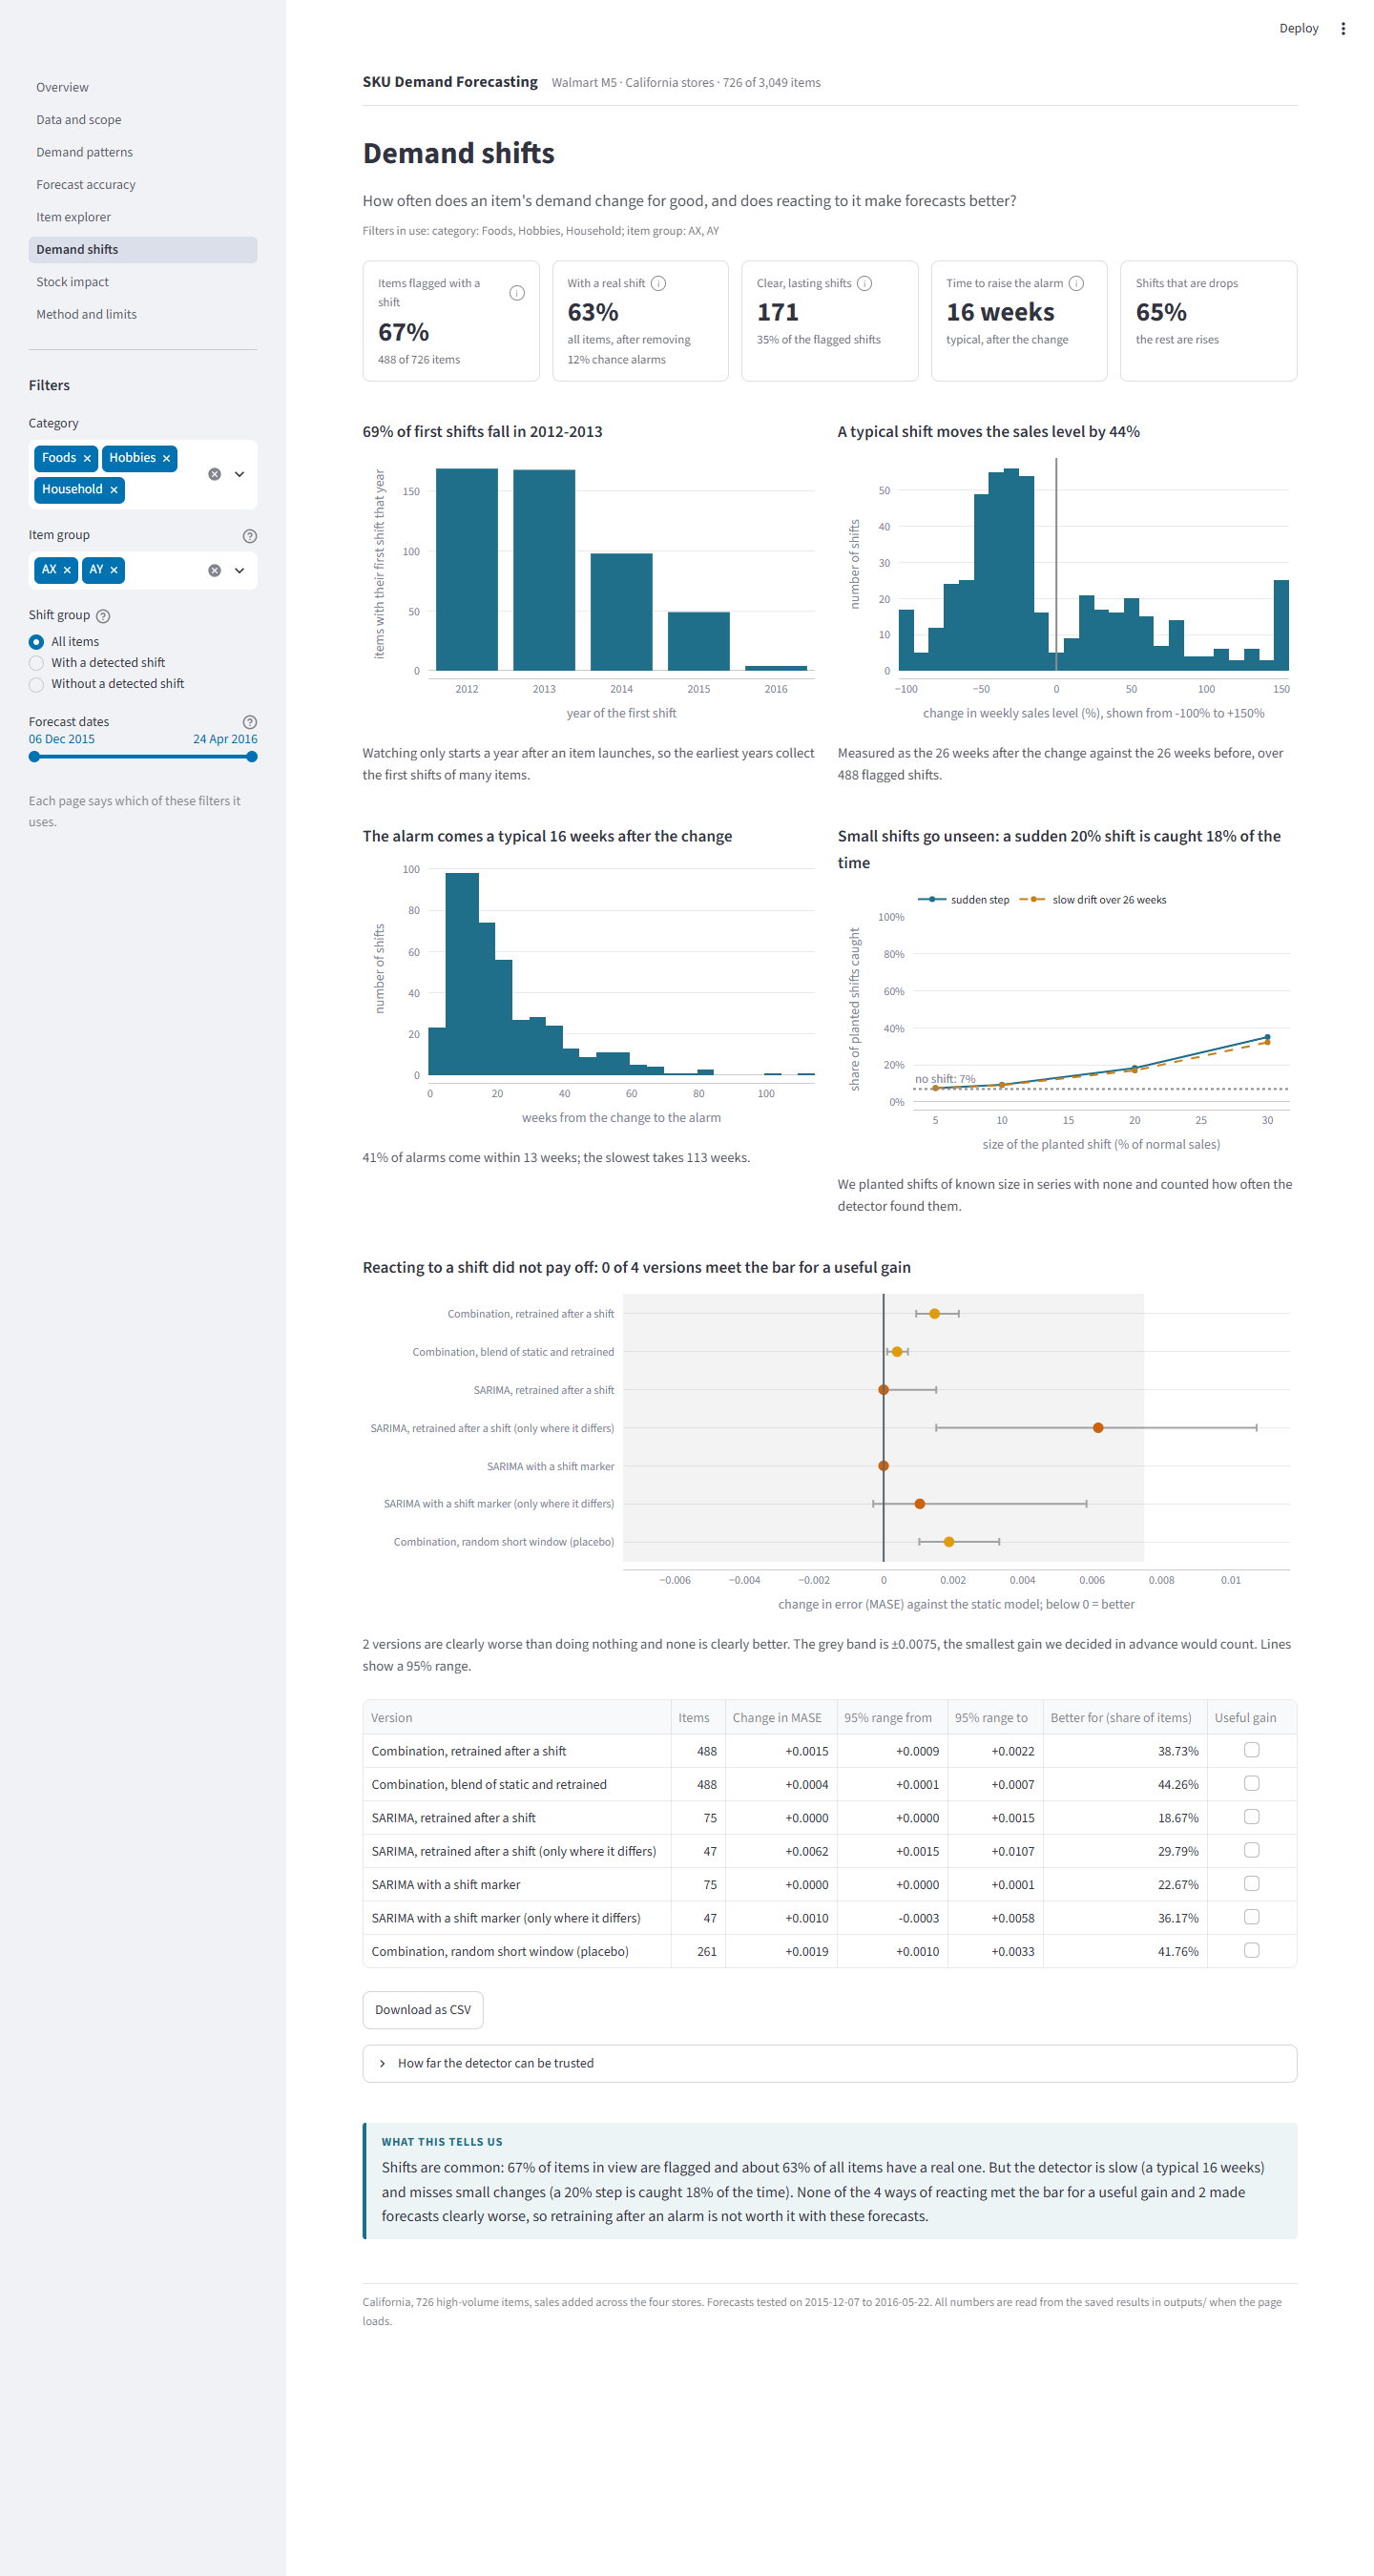 Deploy
SKU Demand Forecasting Walmart M5 · California stores · 726 of 3,049 items
Overview
Data and scope
Demand patterns
Forecast accuracy
Item explorer
Demand shifts
Stock impact
Method and limits
Filters
Category
Foods × Hobbies ×
Household ×
Item group
AX × AY ×
Shift group
All items
With a detected shift
Without a detected shift
Forecast dates
06 Dec 2015 24 Apr 2016
Each page says which of these filters it
uses.
Demand shifts
How often does an item's demand change for good, and does reacting to it make forecasts better?
Filters in use: category: Foods, Hobbies, Household; item group: AX, AY
Items flagged with a
shift
67%
488 of 726 items
With a real shift
63%
all items, after removing
12% chance alarms
Clear, lasting shifts
171
35% of the flagged shifts
Time to raise the alarm
16 weeks
typical, after the change
Shifts that are drops
65%
the rest are rises
69% of first shifts fall in 2012-2013
items with their first shift that year
150
100
50
0
2012 2013 2014 2015 2016
year of the first shift
Watching only starts a year after an item launches, so the earliest years collect
the first shifts of many items.
A typical shift moves the sales level by 44%
number of shifts
50
40
30
20
10
0
−100 −50 0 50 100 150
change in weekly sales level (%), shown from -100% to +150%
Measured as the 26 weeks after the change against the 26 weeks before, over
488 flagged shifts.
The alarm comes a typical 16 weeks after the change
number of shifts
100
80
60
40
20
0
0 20 40 60 80 100
weeks from the change to the alarm
41% of alarms come within 13 weeks; the slowest takes 113 weeks.
Small shifts go unseen: a sudden 20% shift is caught 18% of the
time
sudden step slow drift over 26 weeks
share of planted shifts caught
100%
80%
60%
40%
20%
0%
no shift: 7%
5 10 15 20 25 30
size of the planted shift (% of normal sales)
We planted shifts of known size in series with none and counted how often the
detector found them.
Reacting to a shift did not pay off: 0 of 4 versions meet the bar for a useful gain
Combination, retrained after a shift
Combination, blend of static and retrained
SARIMA, retrained after a shift
SARIMA, retrained after a shift (only where it differs)
SARIMA with a shift marker
SARIMA with a shift marker (only where it differs)
Combination, random short window (placebo)
−0.006 −0.004 −0.002 0 0.002 0.004 0.006 0.008 0.01
change in error (MASE) against the static model; below 0 = better
2 versions are clearly worse than doing nothing and none is clearly better. The grey band is ±0.0075, the smallest gain we decided in advance would count. Lines
show a 95% range.
Version Items Change in MASE 95% range from 95% range to Better for (share of items) Useful gain
Combination, retrained after a shift 488 +0.0015 +0.0009 +0.0022 38.73%
Combination, blend of static and retrained 488 +0.0004 +0.0001 +0.0007 44.26%
SARIMA, retrained after a shift 75 +0.0000 +0.0000 +0.0015 18.67%
SARIMA, retrained after a shift (only where it differs) 47 +0.0062 +0.0015 +0.0107 29.79%
SARIMA with a shift marker 75 +0.0000 +0.0000 +0.0001 22.67%
SARIMA with a shift marker (only where it differs) 47 +0.0010 -0.0003 +0.0058 36.17%
Combination, random short window (placebo) 261 +0.0019 +0.0010 +0.0033 41.76%
Download as CSV
How far the detector can be trusted
WHAT THIS TELLS US
Shifts are common: 67% of items in view are flagged and about 63% of all items have a real one. But the detector is slow (a typical 16 weeks)
and misses small changes (a 20% step is caught 18% of the time). None of the 4 ways of reacting met the bar for a useful gain and 2 made
forecasts clearly worse, so retraining after an alarm is not worth it with these forecasts.
California, 726 high-volume items, sales added across the four stores. Forecasts tested on 2015-12-07 to 2016-05-22. All numbers are read from the saved results in outputs/ when the page
loads.